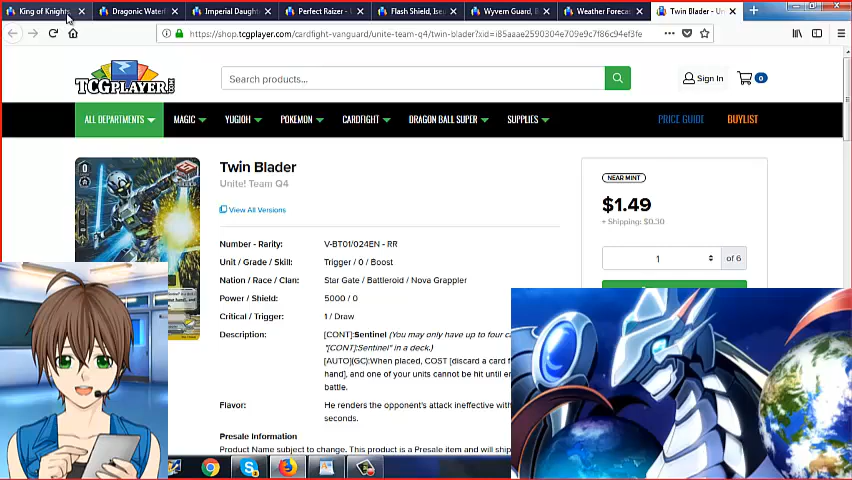 King of Knights
Dragonic Waterf
Imperial Daught
Perfect Raizer -
Flash Shield, Iseu
Wyvern Guard, B
Weather Forecas
Twin Blader - Un
https://shop.tcgplayer.com/cardfight-vanguard/unite-team-q4/twin-blader?xid=i85aaae2590304e709e9c7f86c94ef3fe
TCGPLAYER.COM
Search products...
Sign In
0
ALL DEPARTMENTS
MAGIC
YUGIOH
POKEMON
CARDFIGHT
DRAGON BALL SUPER
SUPPLIES
PRICE GUIDE
BUYLIST
Twin Blader
Unite! Team Q4
View All Versions
Number - Rarity: V-BT01/024EN - RR
Unit / Grade / Skill: Trigger / 0 / Boost
Nation / Race / Clan: Star Gate / Battleroid / Nova Grappler
Power / Shield: 5000 / 0
Critical / Trigger: 1 / Draw
Description: [CONT]:Sentinel (You may only have up to four ca
"[CONT]:Sentinel" in a deck.)
[AUTO](GC):When placed, COST [discard a card f
hand], and one of your units cannot be hit until en
battle.
Flavor: He renders the opponent's attack ineffective with
seconds.
Presale Information
Product Name subject to change. This product is a Presale item and will ship
NEAR MINT
$1.49
+ Shipping: $0.30
1
of 6